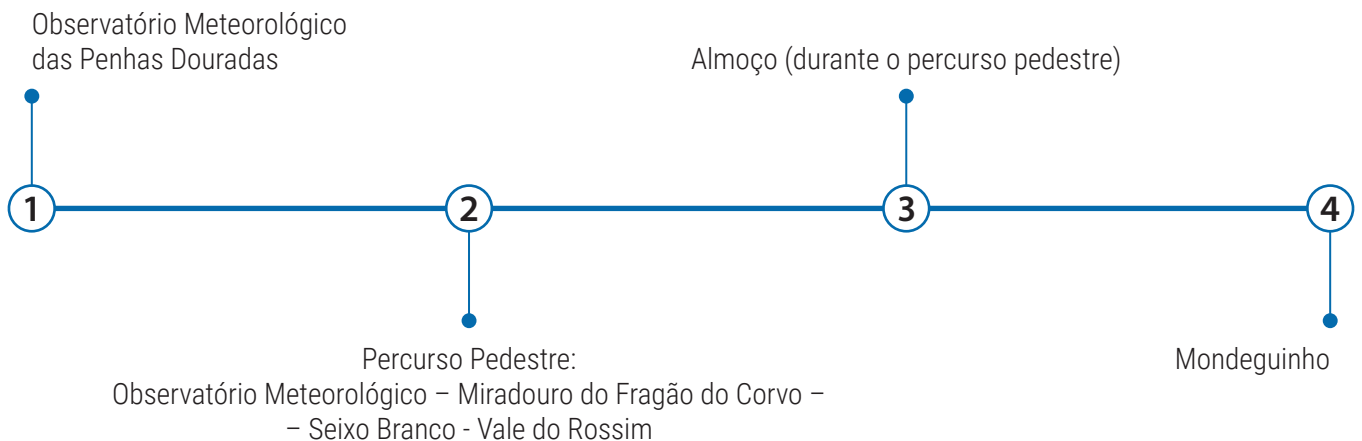 Observatório Meteorológico
das Penhas Douradas
Almoço (durante o percurso pedestre)
1
2
3
4
Percurso Pedestre:
Observatório Meteorológico – Miradouro do Fragão do Corvo –
– Seixo Branco - Vale do Rossim
Mondeguinho